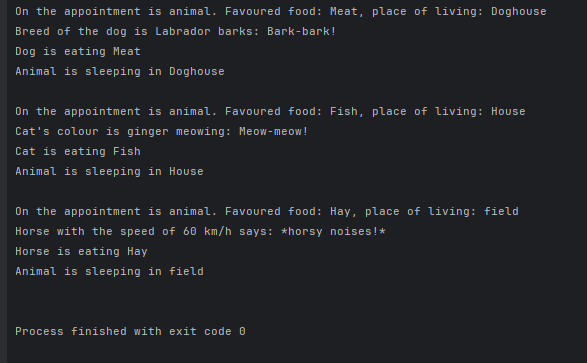 On the appointment is animal. Favoured food: Meat, place of living: Doghouse
Breed of the dog is Labrador barks: Bark-bark!
Dog is eating Meat
Animal is sleeping in Doghouse
On the appointment is animal. Favoured food: Fish, place of living: House
Cat's colour is ginger meowing: Meow-meow!
Cat is eating Fish
Animal is sleeping in House
On the appointment is animal. Favoured food: Hay, place of living: field
Horse with the speed of 60 km/h says: *horsy noises!*
Horse is eating Hay
Animal is sleeping in field
Process finished with exit code 0